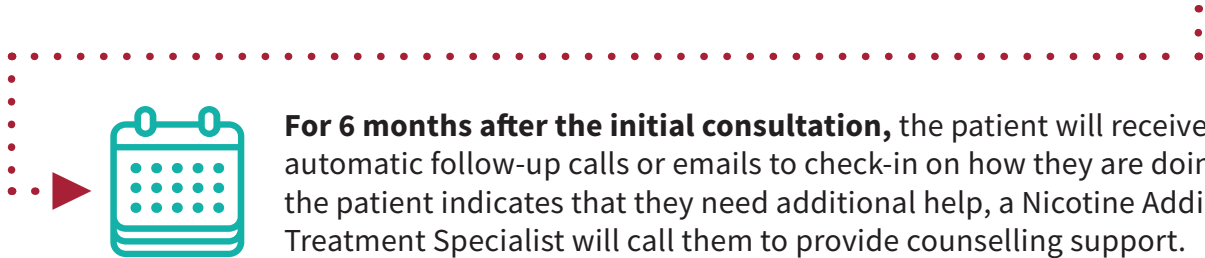 For 6 months after the initial consultation, the patient will receive
automatic follow-up calls or emails to check-in on how they are doin
the patient indicates that they need additional help, a Nicotine Addi
Treatment Specialist will call them to provide counselling support.